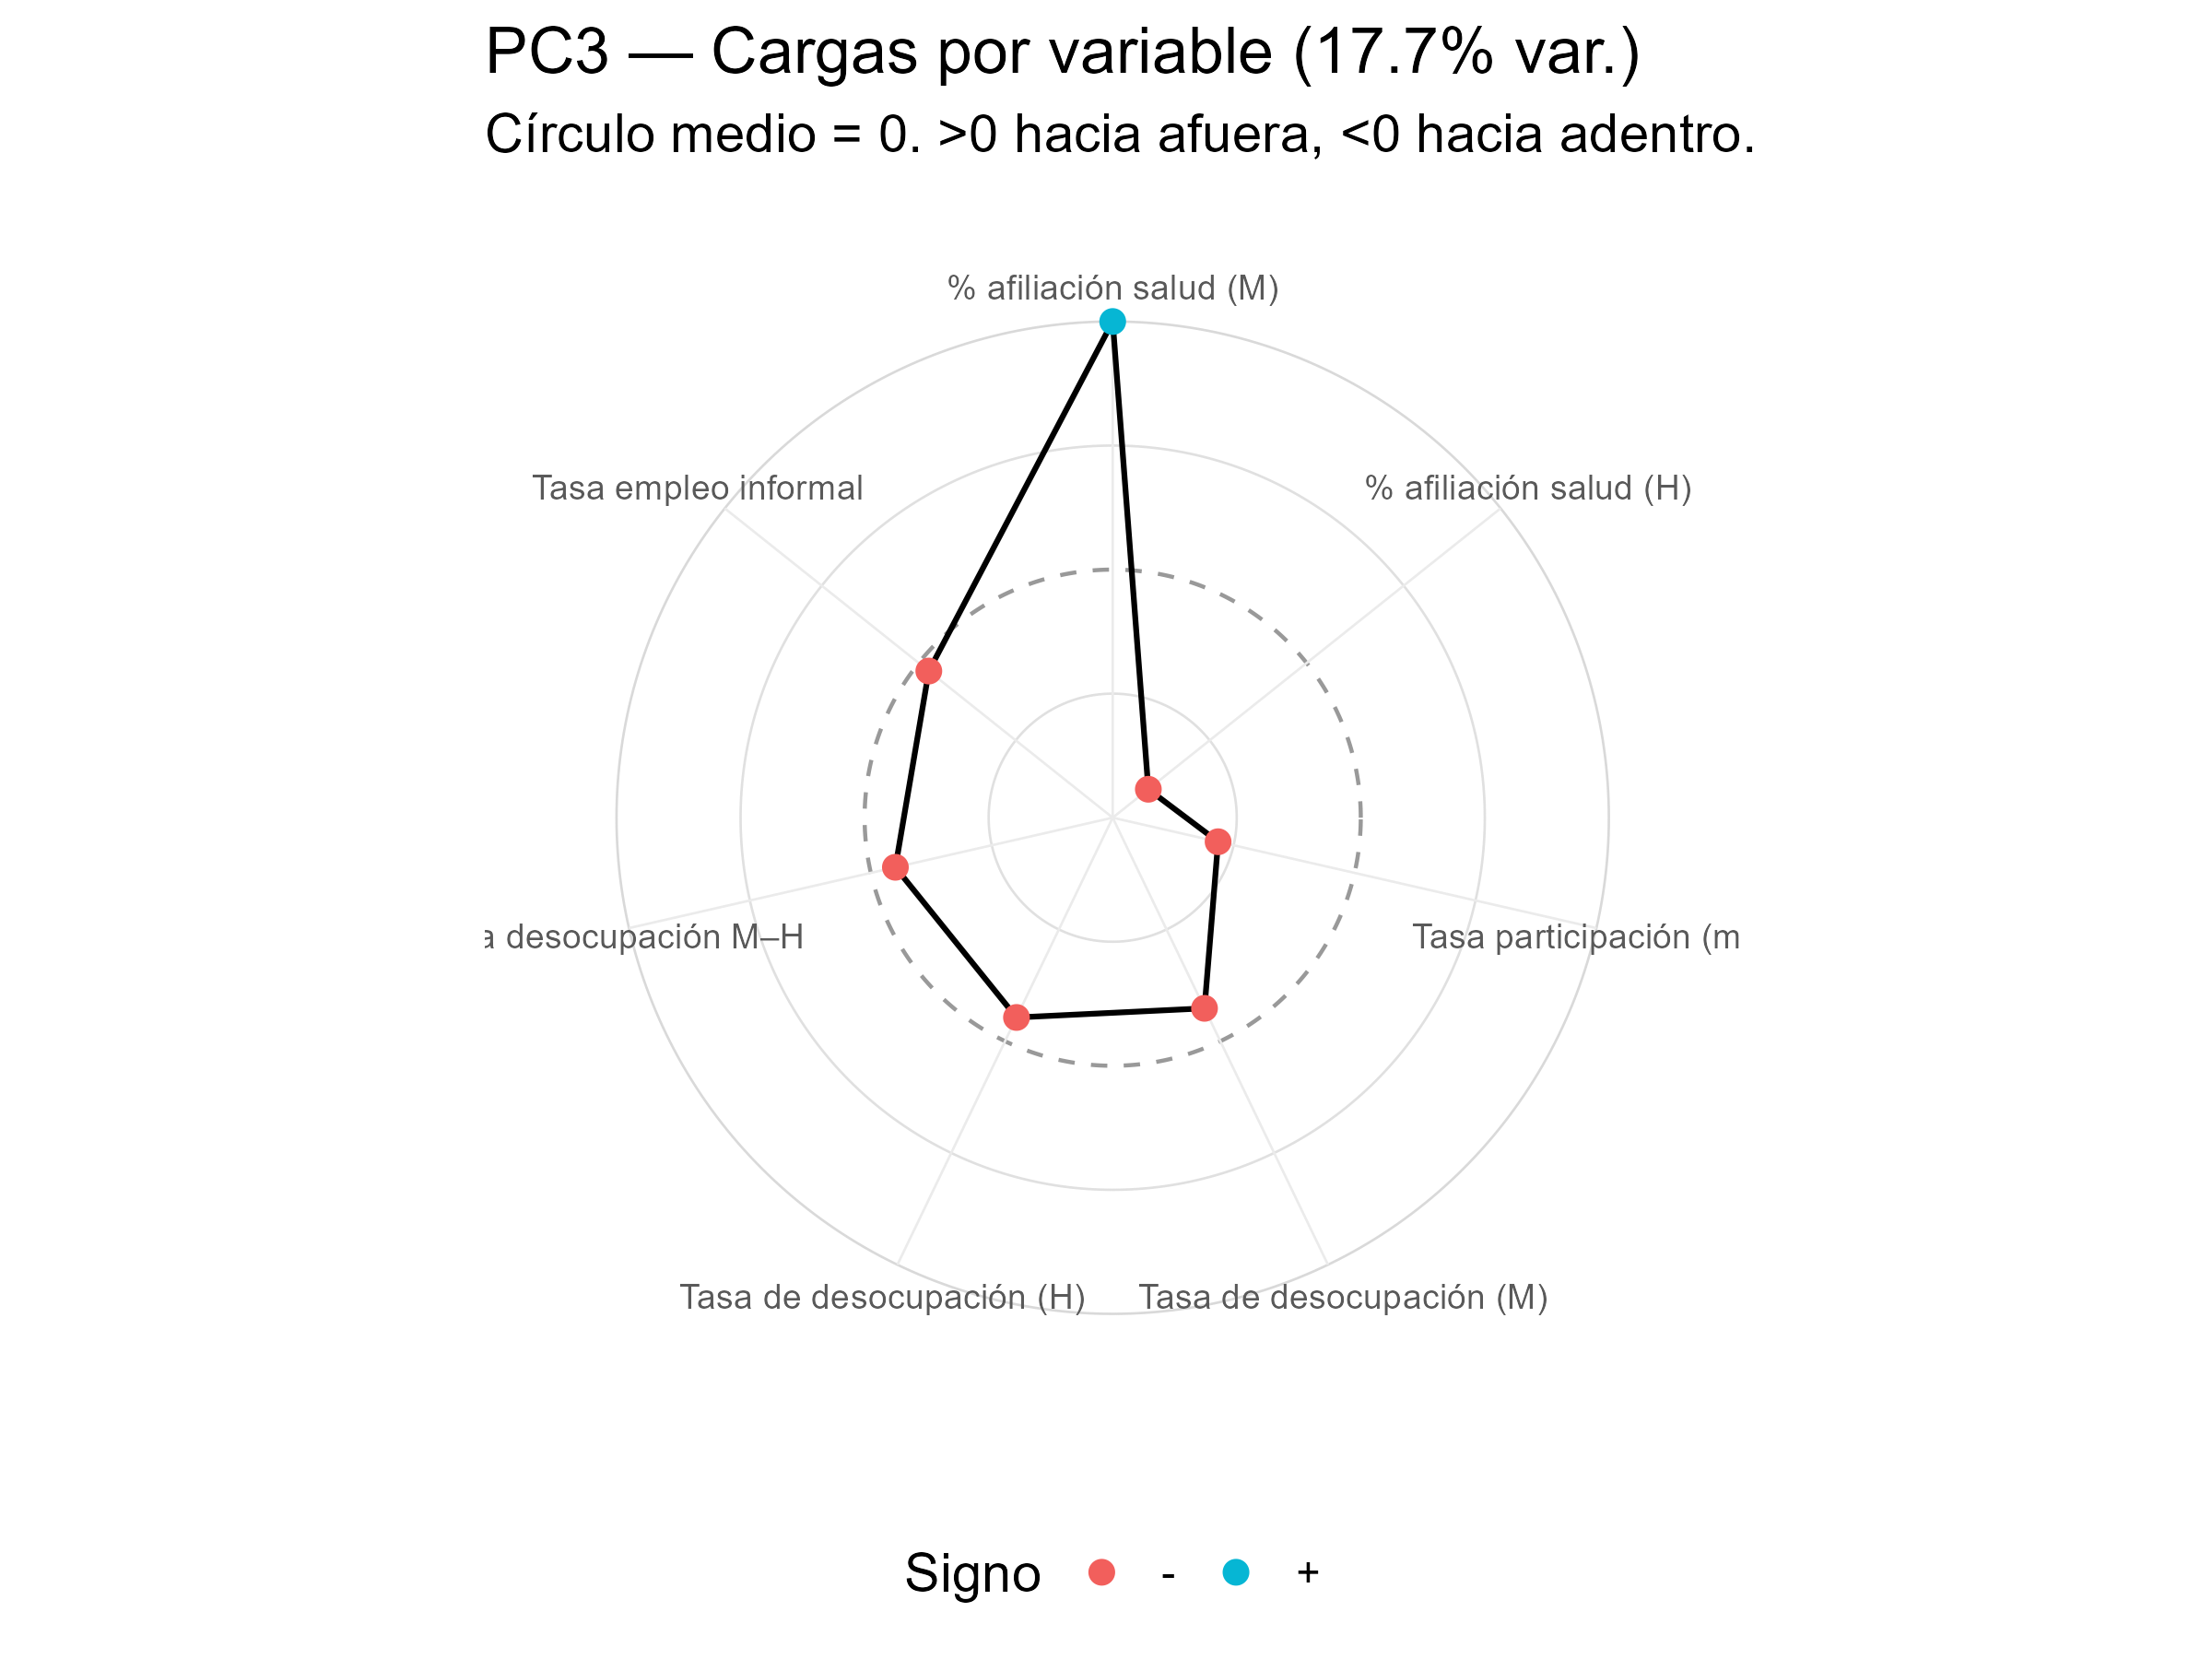 PC3 — Cargas por variable (17.7% var.)
Círculo medio = 0. >0 hacia afuera, <0 hacia adentro.
% afiliación salud (M)
Tasa empleo informal
% afiliación salud (H)
a desocupación M–H
Tasa participación (m
Tasa de desocupación (H)
Tasa de desocupación (M)
Signo - +